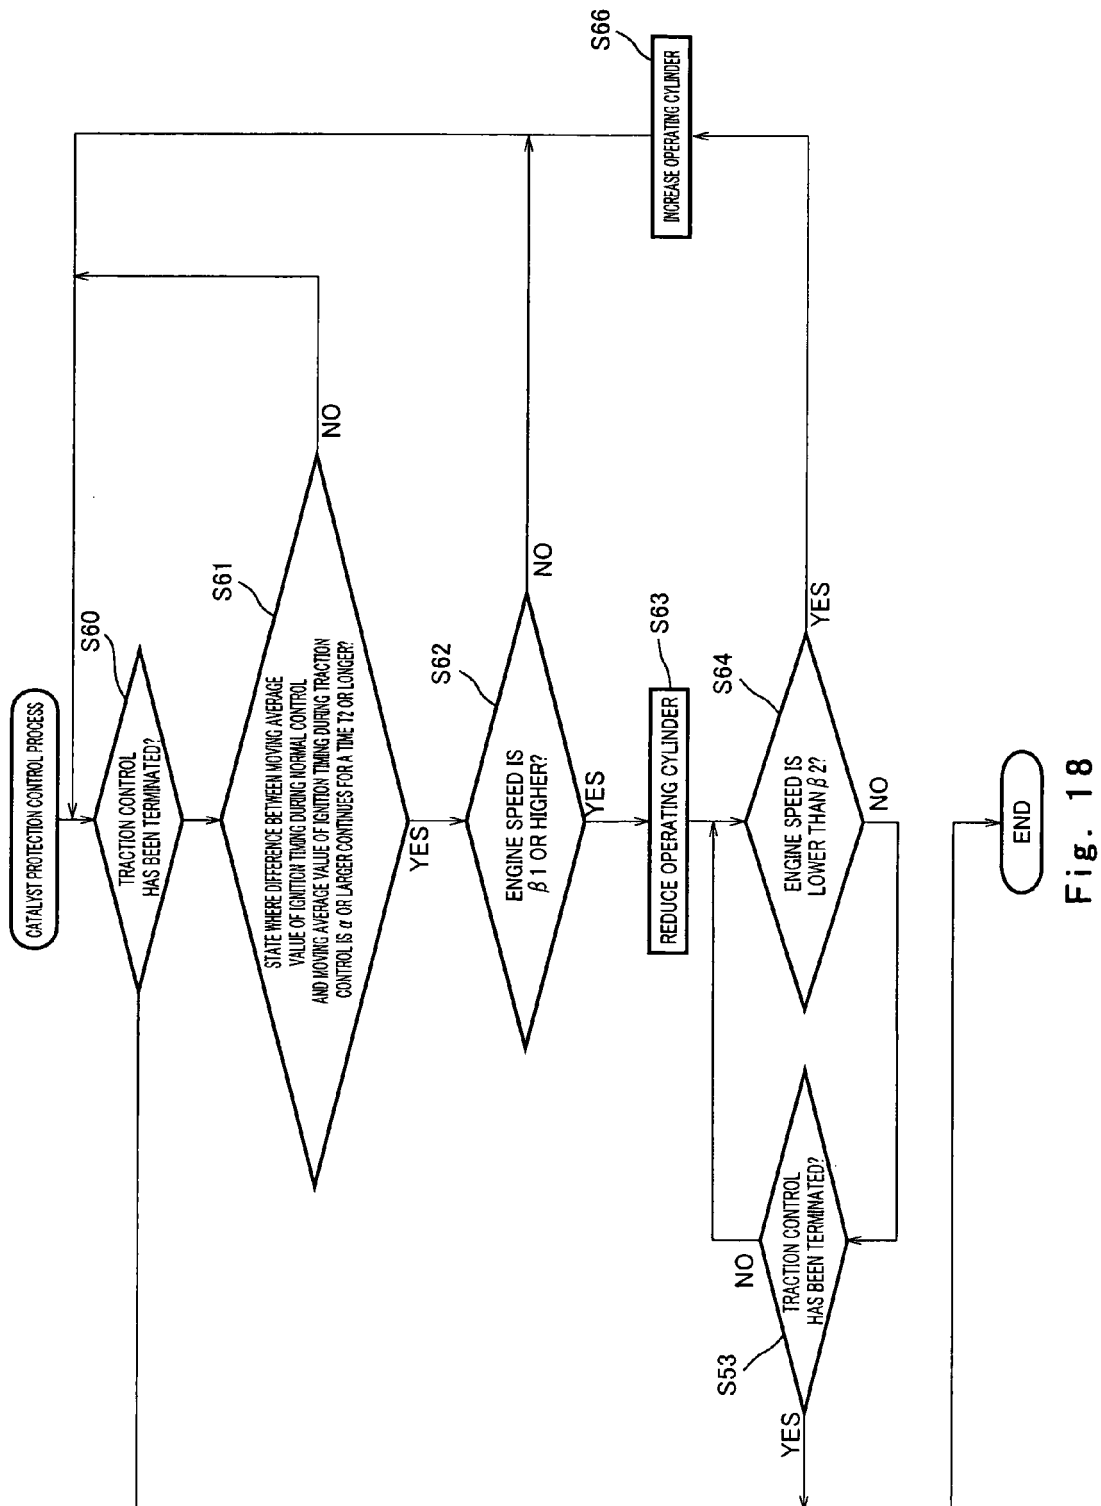 CATALYST PROTECTION CONTROL PROCESS
S60
TRACTION CONTROL
HAS BEEN TERMINATED?
S61
STATE WHERE DIFFERENCE BETWEEN MOVING AVERAGE
VALUE OF IGNITION TIMING DURING NORMAL CONTROL
AND MOVING AVERAGE VALUE OF IGNITION TIMING DURING TRACTION
CONTROL IS α OR LARGER CONTINUES FOR A TIME T2 OR LONGER?
NO
YES
S62
ENGINE SPEED IS
β1 OR HIGHER?
NO
YES
S63
REDUCE OPERATING CYLINDER
S66
INCREASE OPERATING CYLINDER
S64
ENGINE SPEED IS
LOWER THAN β2?
YES
NO
S53
TRACTION CONTROL
HAS BEEN TERMINATED?
NO
YES
END
Fig. 18